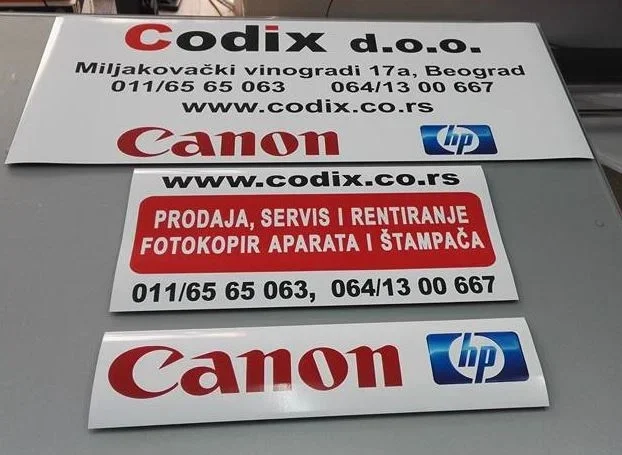 Codix d.o.o.
Miljakovački vinogradi 17a, Beograd
011/65 65 063 064/13 00 667
www.codix.co.rs
Canon hp
www.codix.co.rs
PRODAJA, SERVIS I RENTIRANJE
FOTOKOPIR APARATA I ŠTAMPAČA
011/65 65 063, 064/13 00 667
Canon hp